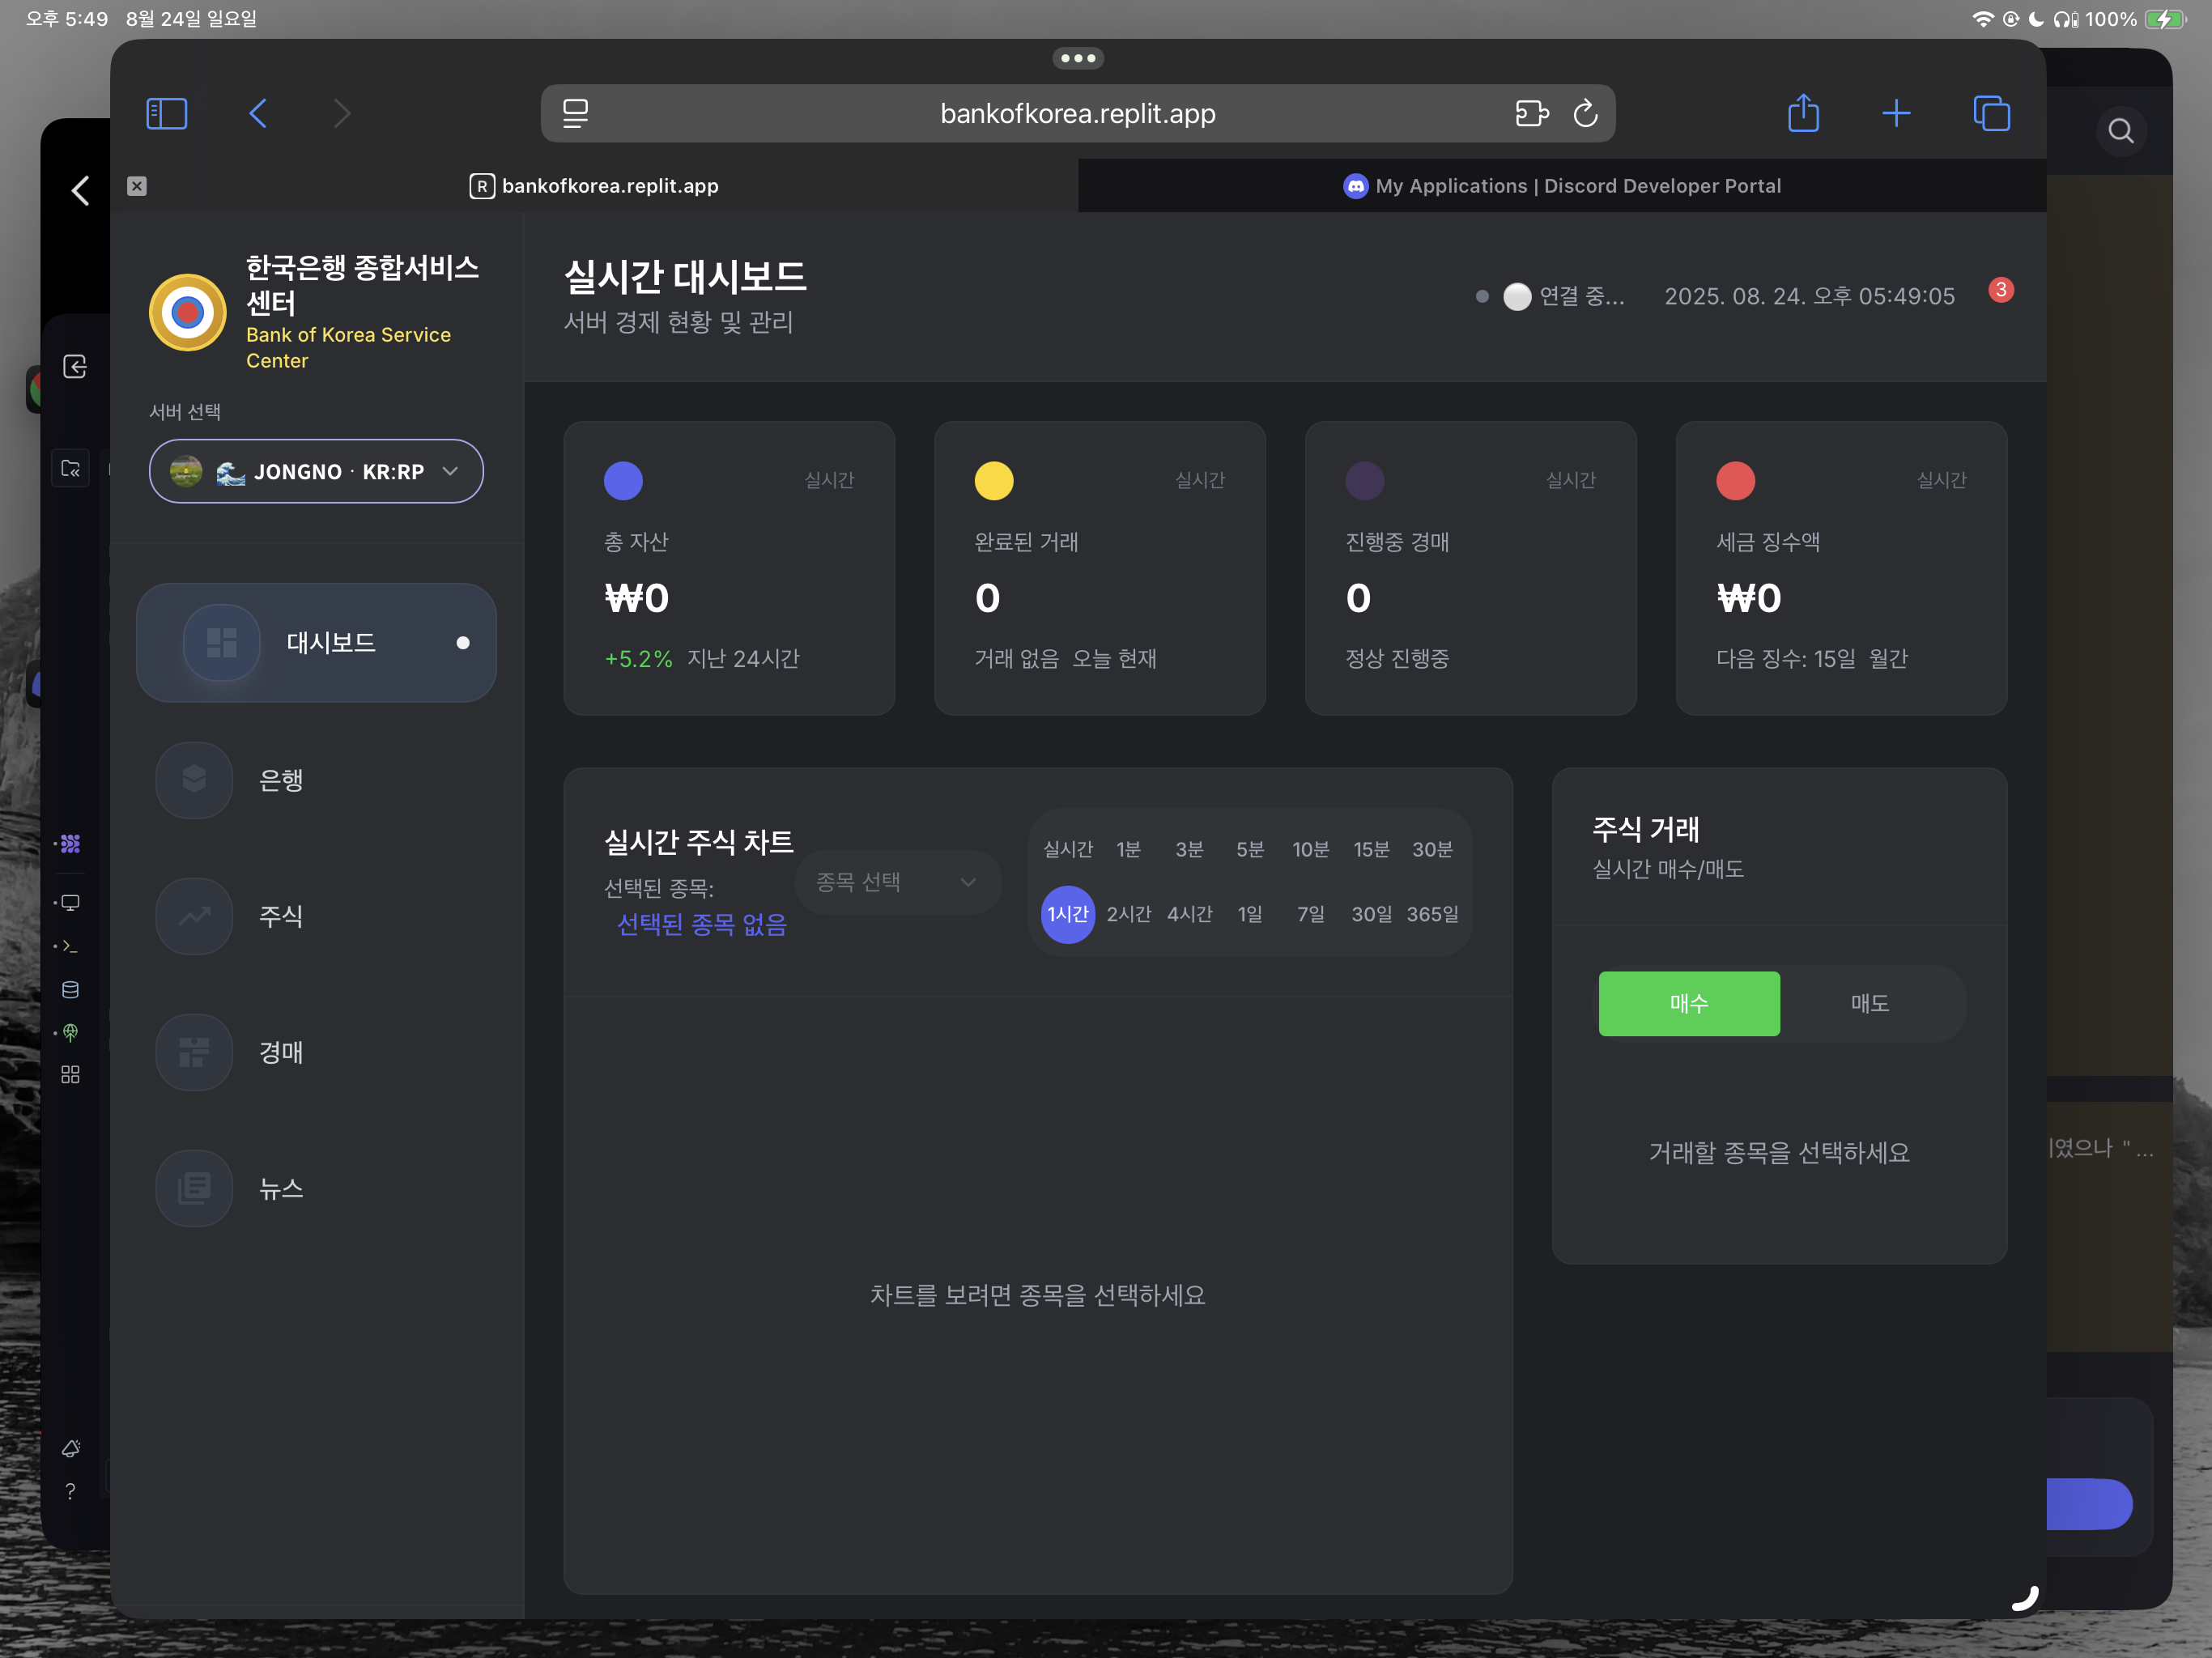 오후 5:49 8월 24일 일요일
100%
bankofkorea.replit.app
R bankofkorea.replit.app
My Applications | Discord Developer Portal
한국은행 종합서비스
센터
Bank of Korea Service
Center
서버 선택
JONGNO · KR:RP
대시보드
은행
주식
경매
뉴스
실시간 대시보드
서버 경제 현황 및 관리
연결 중...
2025. 08. 24. 오후 05:49:05
3
실시간
총 자산
₩0
+5.2% 지난 24시간
실시간
완료된 거래
0
거래 없음 오늘 현재
실시간
진행중 경매
0
정상 진행중
실시간
세금 징수액
₩0
다음 징수: 15일 월간
실시간 주식 차트
선택된 종목:
선택된 종목 없음
종목 선택
실시간 1분 3분 5분 10분 15분 30분
1시간 2시간 4시간 1일 7일 30일 365일
차트를 보려면 종목을 선택하세요
주식 거래
실시간 매수/매도
매수 매도
거래할 종목을 선택하세요
였으나 " ...